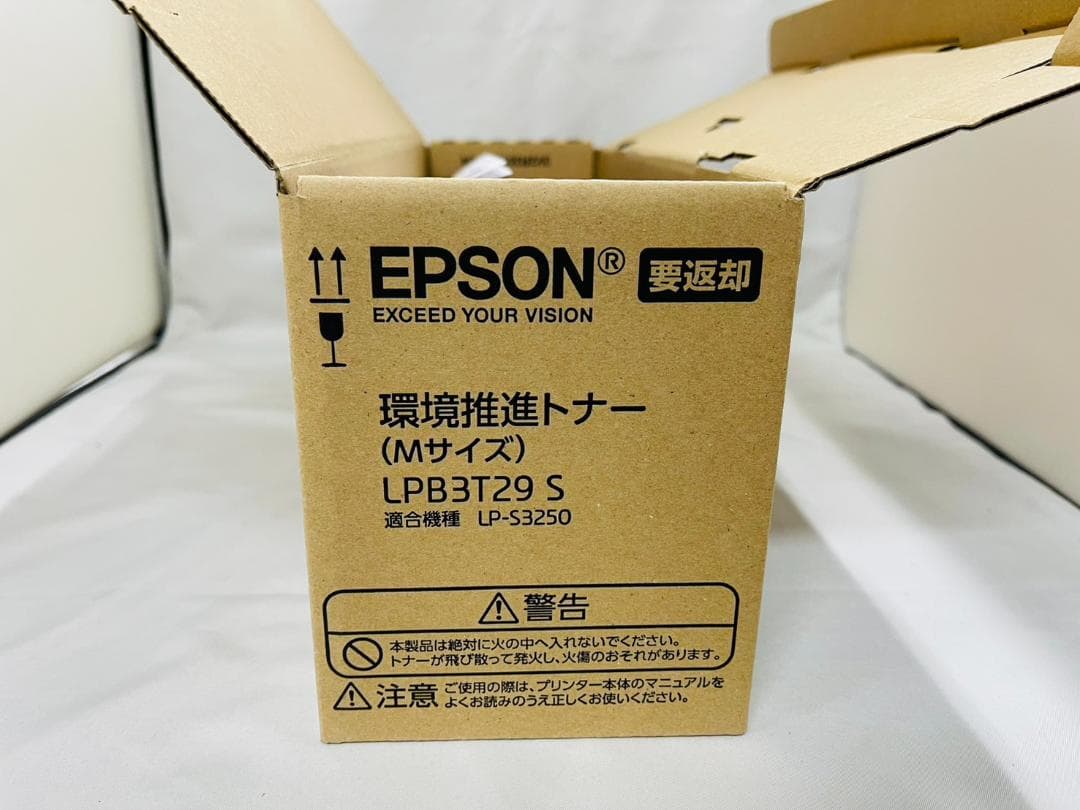 EPSON® 要返却
EXCEED YOUR VISION
環境推進トナー
(Mサイズ)
LPB3T29 S
適合機種 LP-S3250
警告
本製品は絶対に火の中へ入れないでください。
トナーが飛び散って発火し、火傷のおそれがあります。
注意 ご使用の際は、プリンター本体のマニュアルを
よくお読みのうえ正しくお使いください。